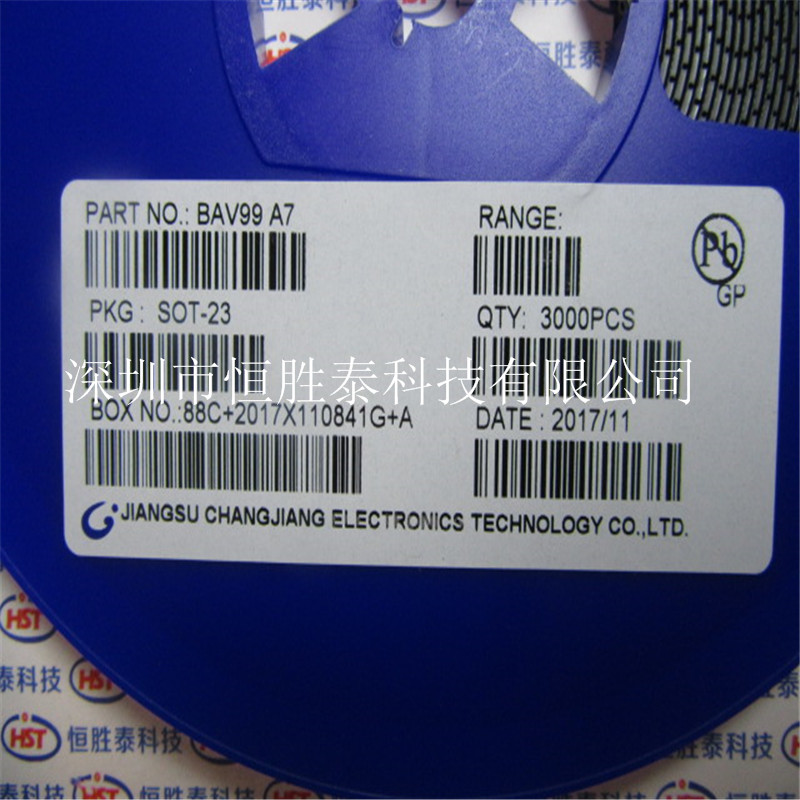 HST
恒胜泰科技
PART NO.: BAV99 A7
RANGE:
Pb
GP
PKG : SOT-23
QTY: 3000PCS
深圳市恒胜泰科技有限公司
BOX NO.:88C+2017X110841G+A
DATE : 2017/11
JIANGSU CHANGJIANG ELECTRONICS TECHNOLOGY CO.,LTD.
HST
泰科技
HST
HST
恒胜泰科技